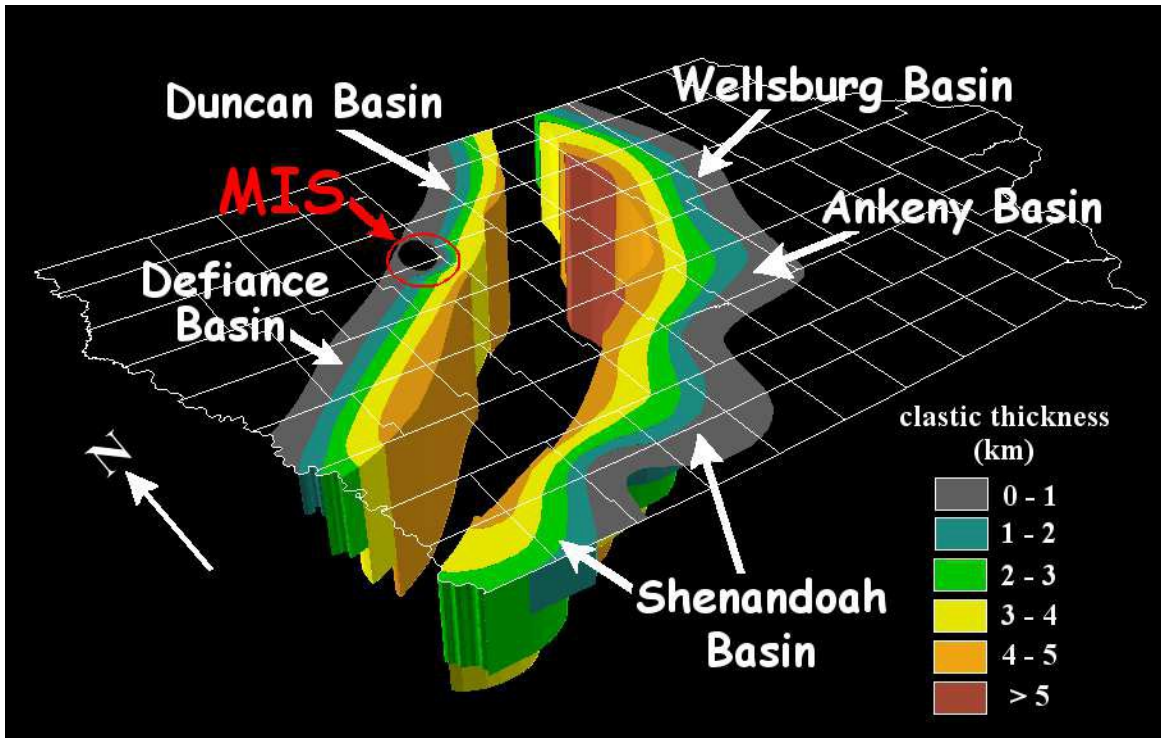 Duncan Basin
Wellsburg Basin
MIS
Ankeny Basin
Defiance
Basin
N
clastic thickness
(km)
0 - 1
1 - 2
2 - 3
3 - 4
4 - 5
> 5
Shenandoah
Basin